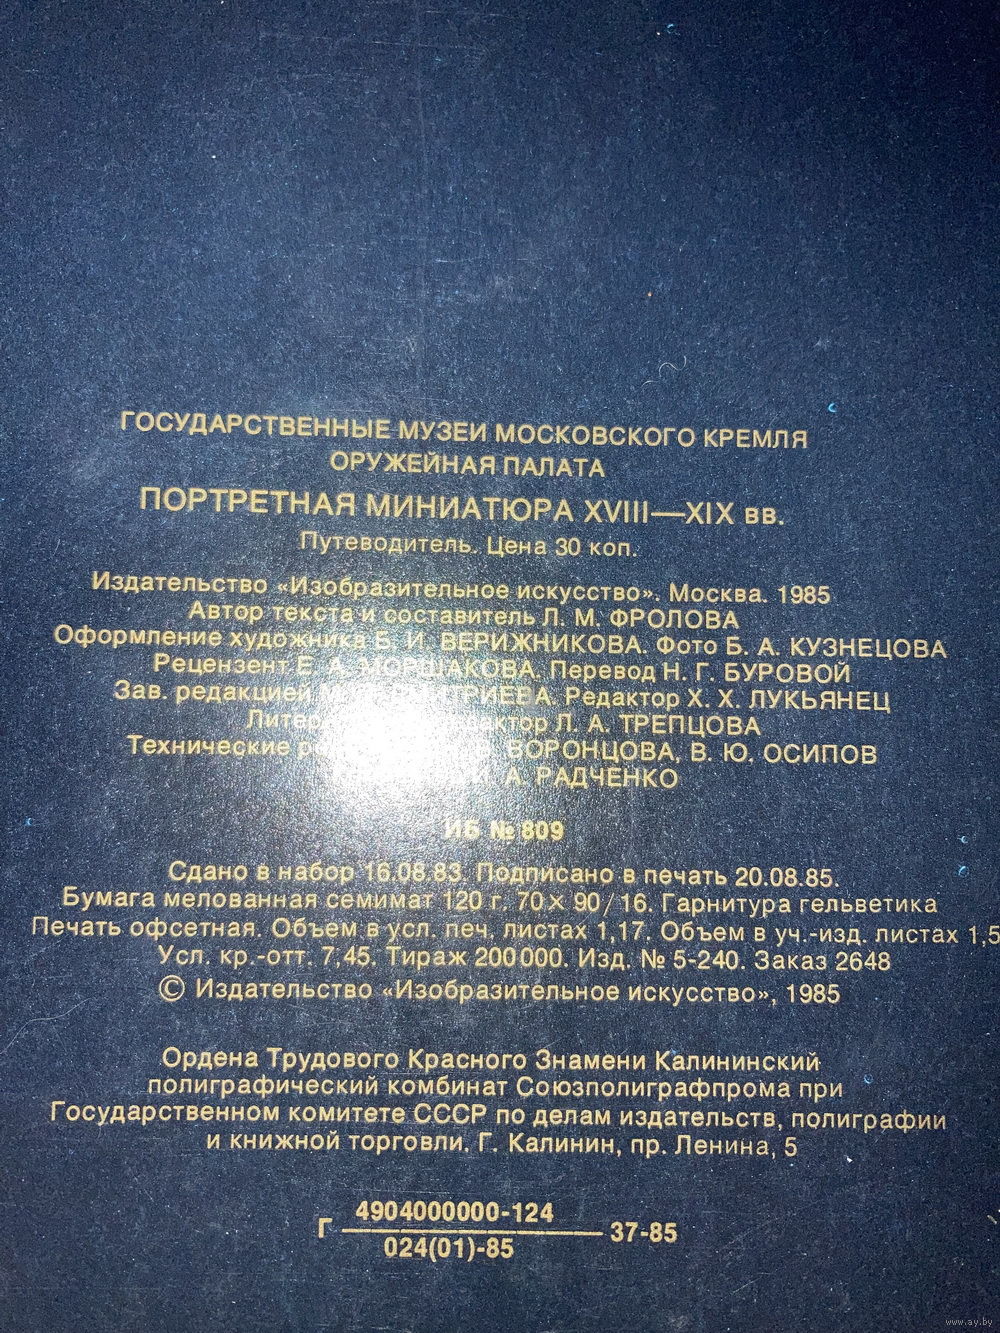 ГОСУДАРСТВЕННЫЕ МУЗЕИ МОСКОВСКОГО КРЕМЛЯ
ОРУЖЕЙНАЯ ПАЛАТА
ПОРТРЕТНАЯ МИНИАТЮРА XVIII—XIX вв.
Путеводитель. Цена 30 коп.
Издательство «Изобразительное искусство». Москва. 1985
Автор текста и составитель Л. М. ФРОЛОВА
Оформление художника Б. И. ВЕРИЖНИКОВА. Фото Б. А. КУЗНЕЦОВА
Рецензент Е. А. МОРШАКОВА. Перевод Н. Г. БУРОВОЙ
Зав. редакцией Редактор Х. Х. ЛУКЬЯНЕЦ
Л. А. ТРЕПЦОВА
Технические ВОРОНЦОВА, В. Ю. ОСИПОВ
А. РАДЧЕНКО
ИБ № 809
Сдано в набор 16.08.83. Подписано в печать 20.08.85.
Бумага мелованная семимат 120 г. 70 × 90/16. Гарнитура гельветика
Печать офсетная. Объем в усл. печ. листах 1,17. Объем в уч.-изд. листах 1,5
Усл. кр.-отт. 7,45. Тираж 200 000. Изд. № 5-240. Заказ 2648
© Издательство «Изобразительное искусство», 1985
Ордена Трудового Красного Знамени Калининский
полиграфический комбинат Союзполиграфпрома при
Государственном комитете СССР по делам издательств, полиграфии
и книжной торговли. Г. Калинин, пр. Ленина, 5
4904000000-124
Г 37-85
024(01)-85
www.ay.by